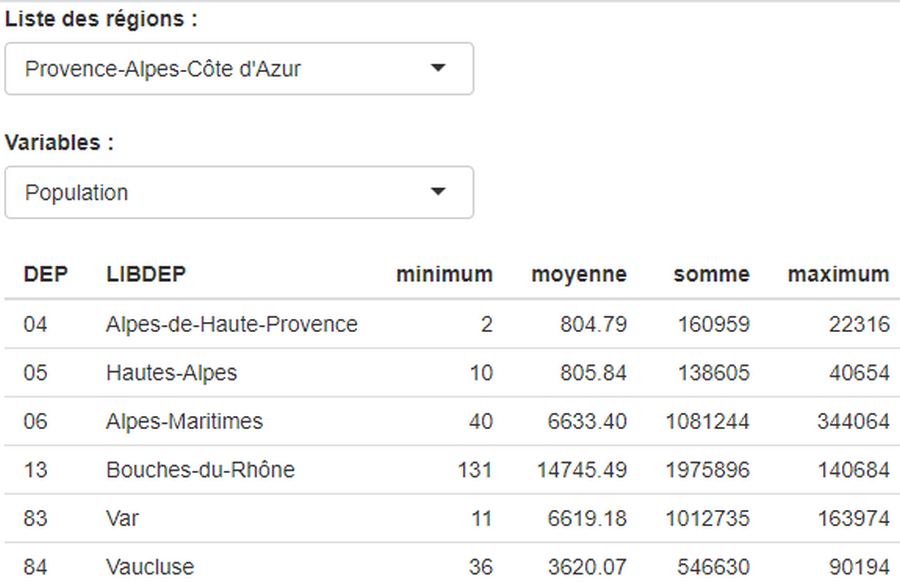 Liste des régions :
Provence-Alpes-Côte d'Azur
Variables :
Population
DEP LIBDEP minimum moyenne somme maximum
04 Alpes-de-Haute-Provence 2 804.79 160959 22316
05 Hautes-Alpes 10 805.84 138605 40654
06 Alpes-Maritimes 40 6633.40 1081244 344064
13 Bouches-du-Rhône 131 14745.49 1975896 140684
83 Var 11 6619.18 1012735 163974
84 Vaucluse 36 3620.07 546630 90194